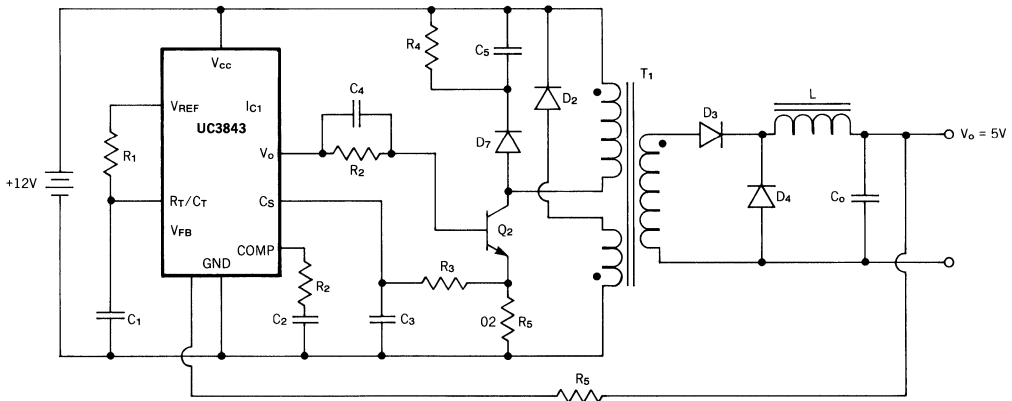 +12V
UC3843
VCC
VREF
IC1
VO
RT/CT
CS
VFB
COMP
GND
R1
C1
C4
R2
R2
C2
C3
R3
R4
C5
D7
D2
Q2
02
R5
T1
D3
L
D4
Co
Vo = 5V
R5